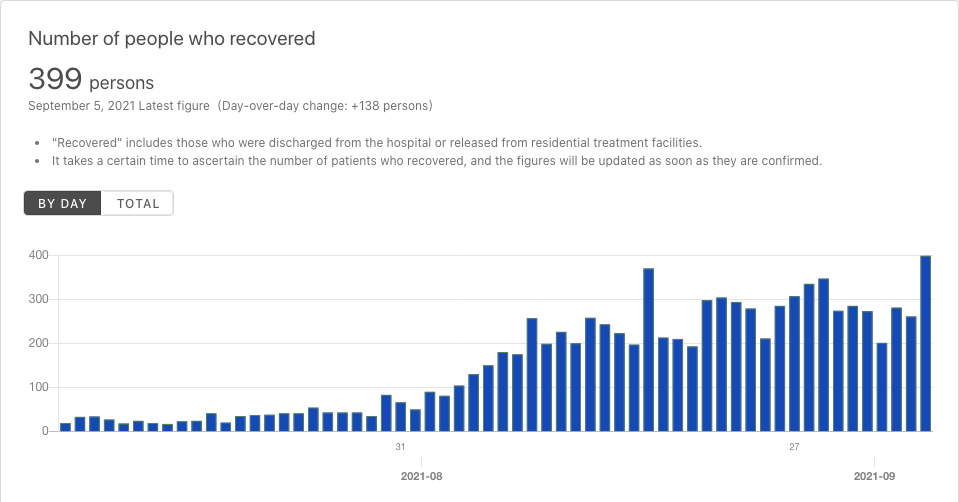 Number of people who recovered
399 persons
September 5, 2021 Latest figure (Day-over-day change: +138 persons)
• "Recovered" includes those who were discharged from the hospital or released from residential treatment facilities.
• It takes a certain time to ascertain the number of patients who recovered, and the figures will be updated as soon as they are confirmed.
BY DAY TOTAL
400
300
200
100
0
31 27
2021-08 2021-09